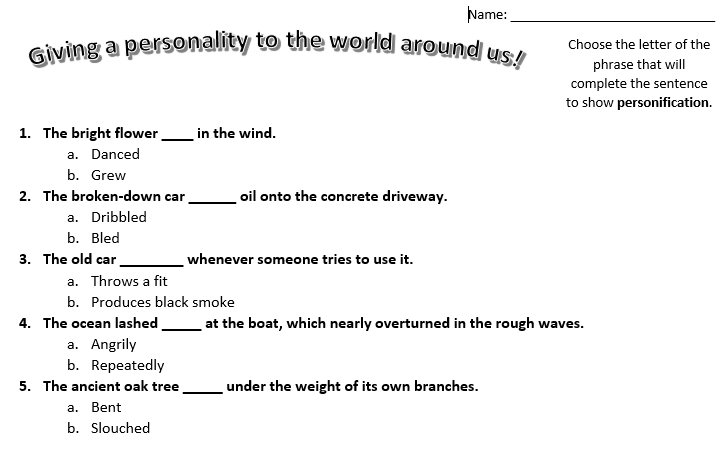 Name: ______________________________
Giving a personality to the world around us!
Choose the letter of the
phrase that will
complete the sentence
to show personification.
1. The bright flower ____ in the wind.
a. Danced
b. Grew
2. The broken-down car ______ oil onto the concrete driveway.
a. Dribbled
b. Bled
3. The old car ________ whenever someone tries to use it.
a. Throws a fit
b. Produces black smoke
4. The ocean lashed _____ at the boat, which nearly overturned in the rough waves.
a. Angrily
b. Repeatedly
5. The ancient oak tree _____ under the weight of its own branches.
a. Bent
b. Slouched